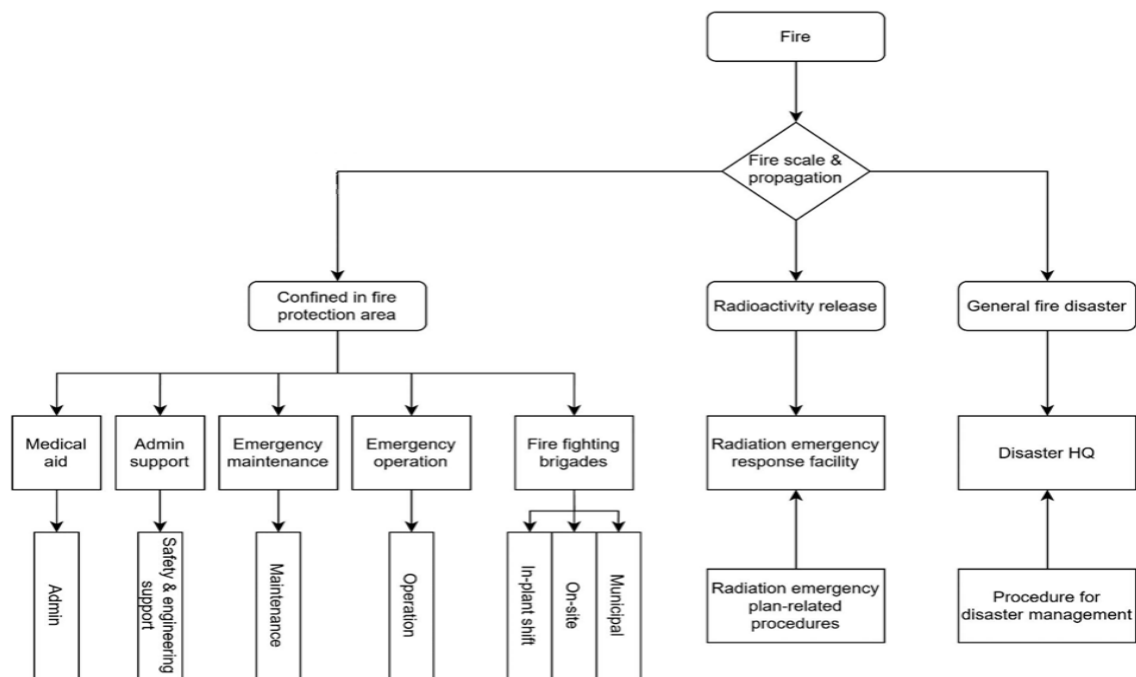 Fire
Fire scale &
propagation
Confined in fire
protection area
Radioactivity release
General fire disaster
Medical
aid
Admin
support
Emergency
maintenance
Emergency
operation
Fire fighting
brigades
Radiation emergency
response facility
Disaster HQ
Admin
Safety & engineering
support
Maintenance
Operation
In-plant shift
On-site
Municipal
Radiation emergency
plan-related
procedures
Procedure for
disaster management